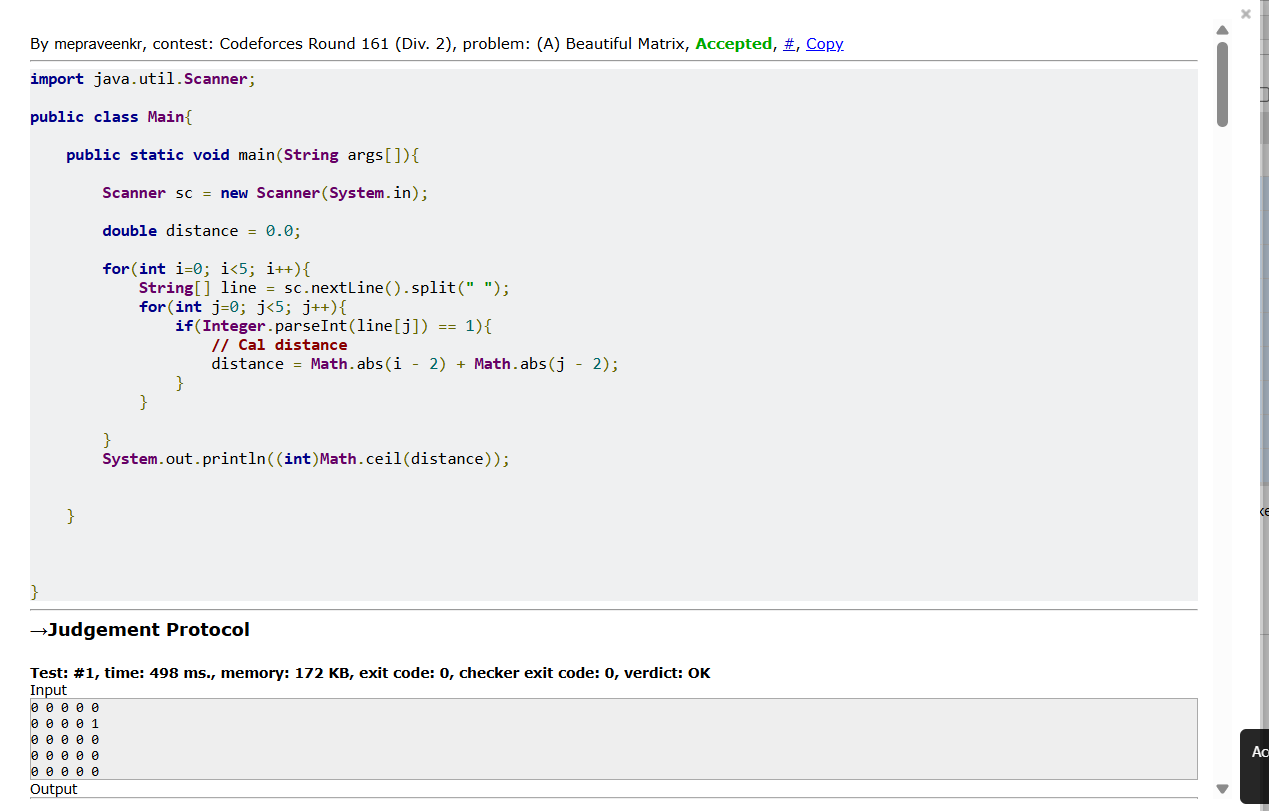 By mepraveenkr, contest: Codeforces Round 161 (Div. 2), problem: (A) Beautiful Matrix, Accepted, #, Copy
import java.util.Scanner;
public class Main{
    public static void main(String args[]){
        Scanner sc = new Scanner(System.in);
        double distance = 0.0;
        for(int i=0; i<5; i++){
            String[] line = sc.nextLine().split(" ");
            for(int j=0; j<5; j++){
                if(Integer.parseInt(line[j]) == 1){
                    // Cal distance
                    distance = Math.abs(i - 2) + Math.abs(j - 2);
                }
            }
        }
        System.out.println((int)Math.ceil(distance));
    }
}
→Judgement Protocol
Test: #1, time: 498 ms., memory: 172 KB, exit code: 0, checker exit code: 0, verdict: OK
Input
0 0 0 0 0
0 0 0 0 1
0 0 0 0 0
0 0 0 0 0
0 0 0 0 0
Output